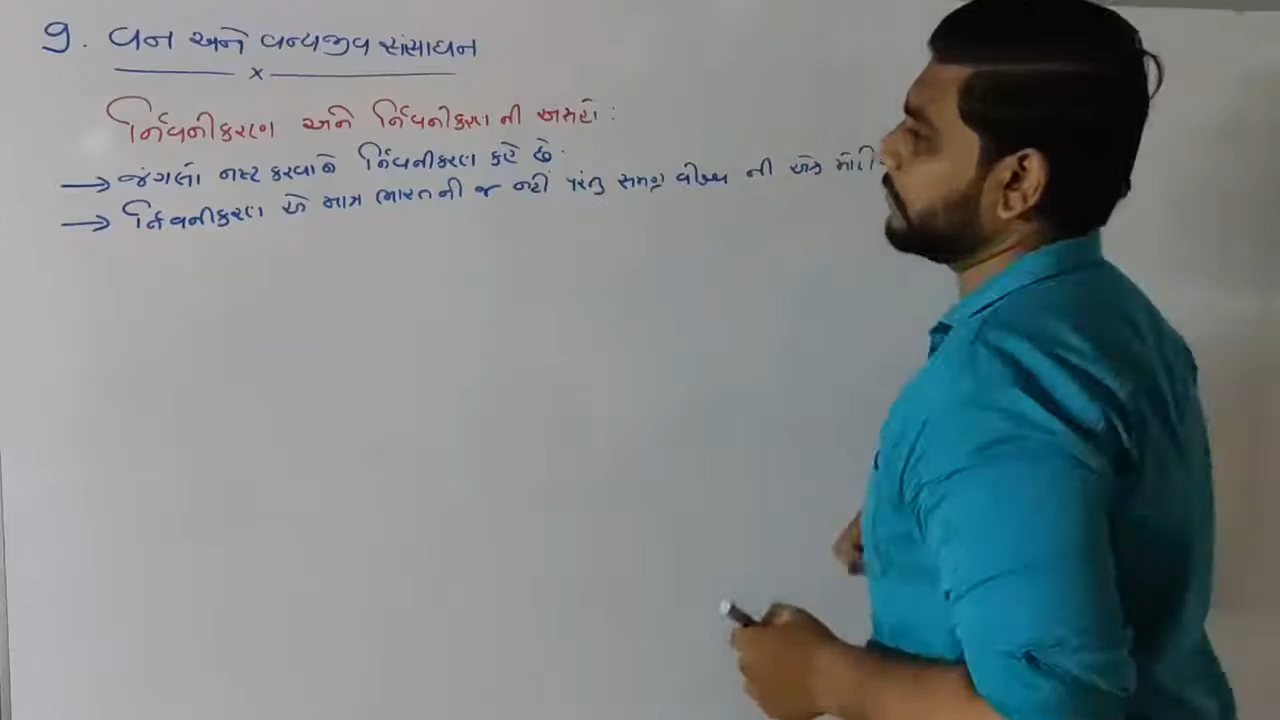 9. વન અને વન્યજીવ સંસાધન
નિર્વનીકરણ અને નિર્વનીકરણ ની અસરો :
→ જંગલો નષ્ટ કરવાને નિર્વનીકરણ કહે છે.
→ નિર્વનીકરણ એ માત્ર ભારતની જ નહીં પરંતુ સમગ્ર વીશ્વ ની એક મોટી